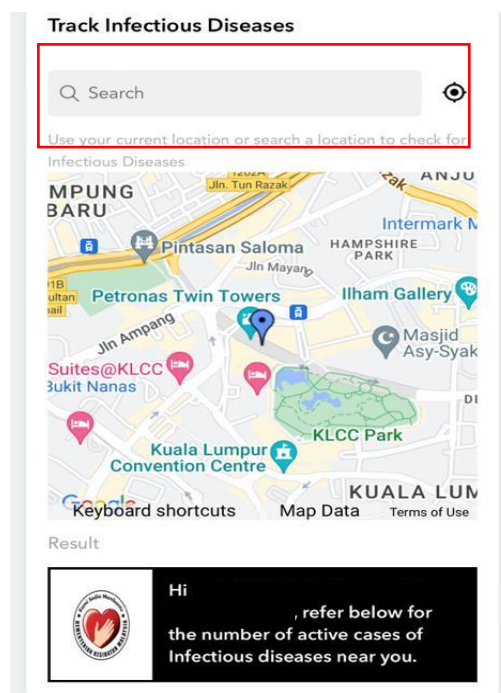 Track Infectious Diseases
Search
Use your current location or search a location to check for
Infectious Diseases
Jln. Tun Razak
zak
ANJU
MPUNG
BARU
Intermark
Pintasan Saloma
HAMPSHIRE
PARK
Jln Mayang
Petronas Twin Towers
Ilham Gallery
Jln Ampang
Masjid
Asy-Syak
Suites@KLCC
Bukit Nanas
KLCC Park
Kuala Lumpur
Convention Centre
KUALA LUM
Google
Keyboard shortcuts
Map Data
Terms of Use
Result
Hi
, refer below for
the number of active cases of
Infectious diseases near you.